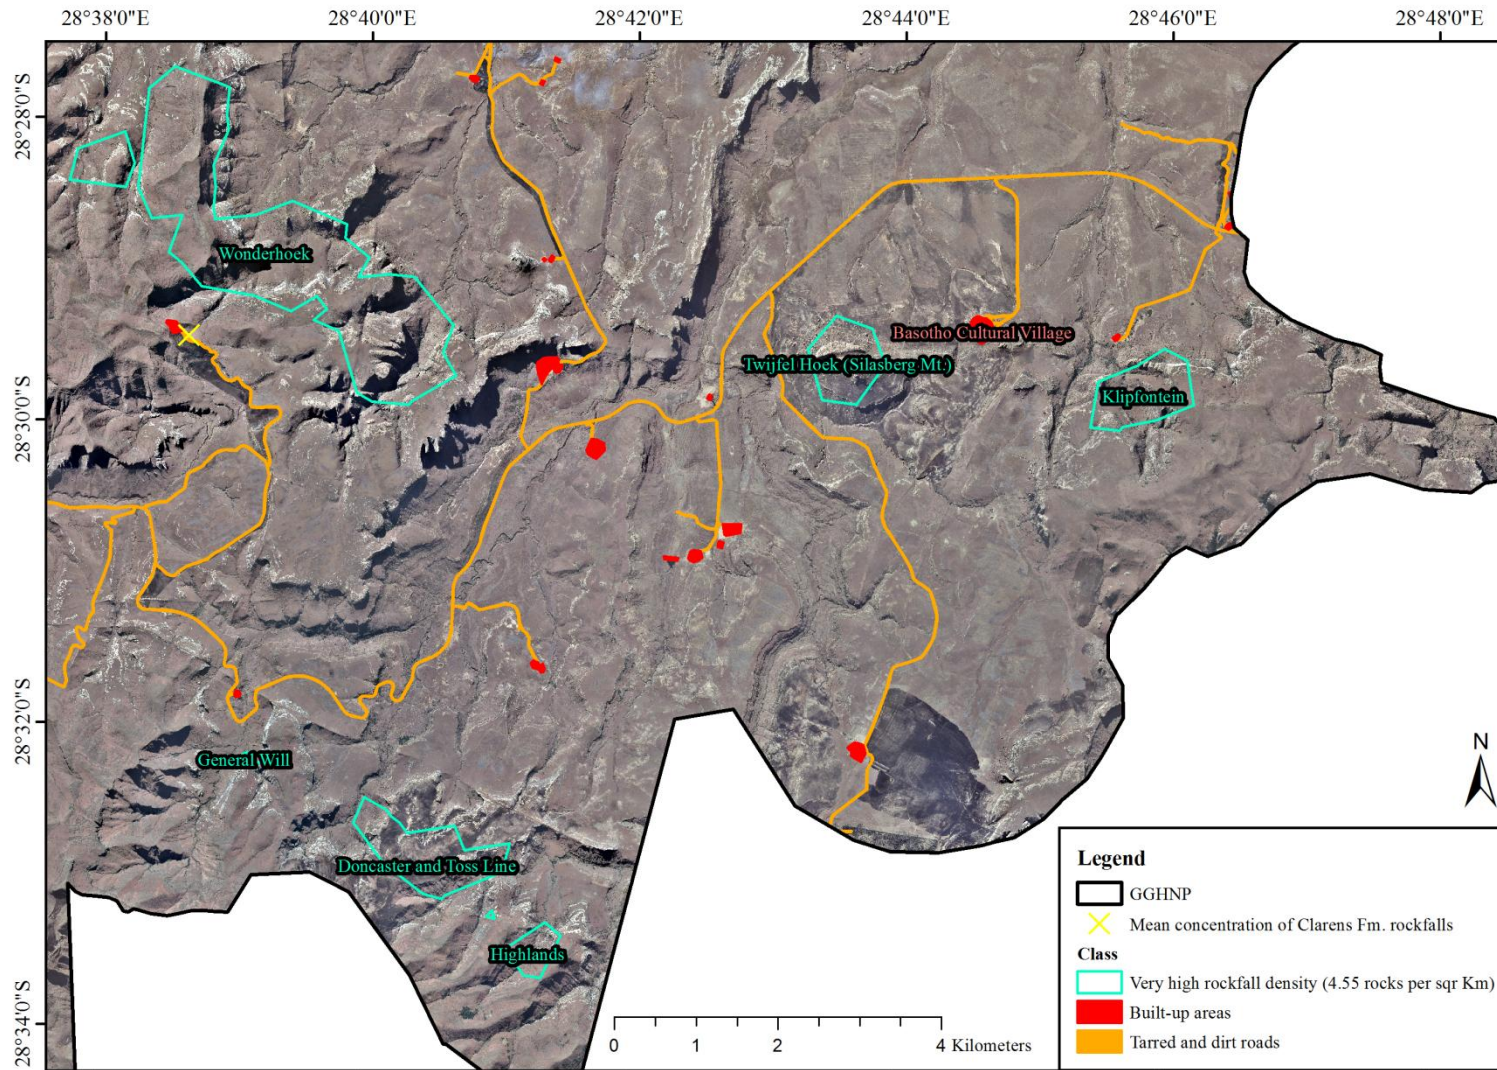 28°38'0"E
28°40'0"E
28°42'0"E
28°44'0"E
28°46'0"E
28°48'0"E
28°28'0"S
28°30'0"S
28°32'0"S
28°34'0"S
Wonderhoek
Basotho Cultural Village
Twijfel Hoek (Silasberg Mt.)
Klipfontein
General Will
Doncaster and Toss Line
Highlands
N
0 1 2 4 Kilometers
Legend
GGHNP
Mean concentration of Clarens Fm. rockfalls
Class
Very high rockfall density (4.55 rocks per sqr Km)
Built-up areas
Tarred and dirt roads